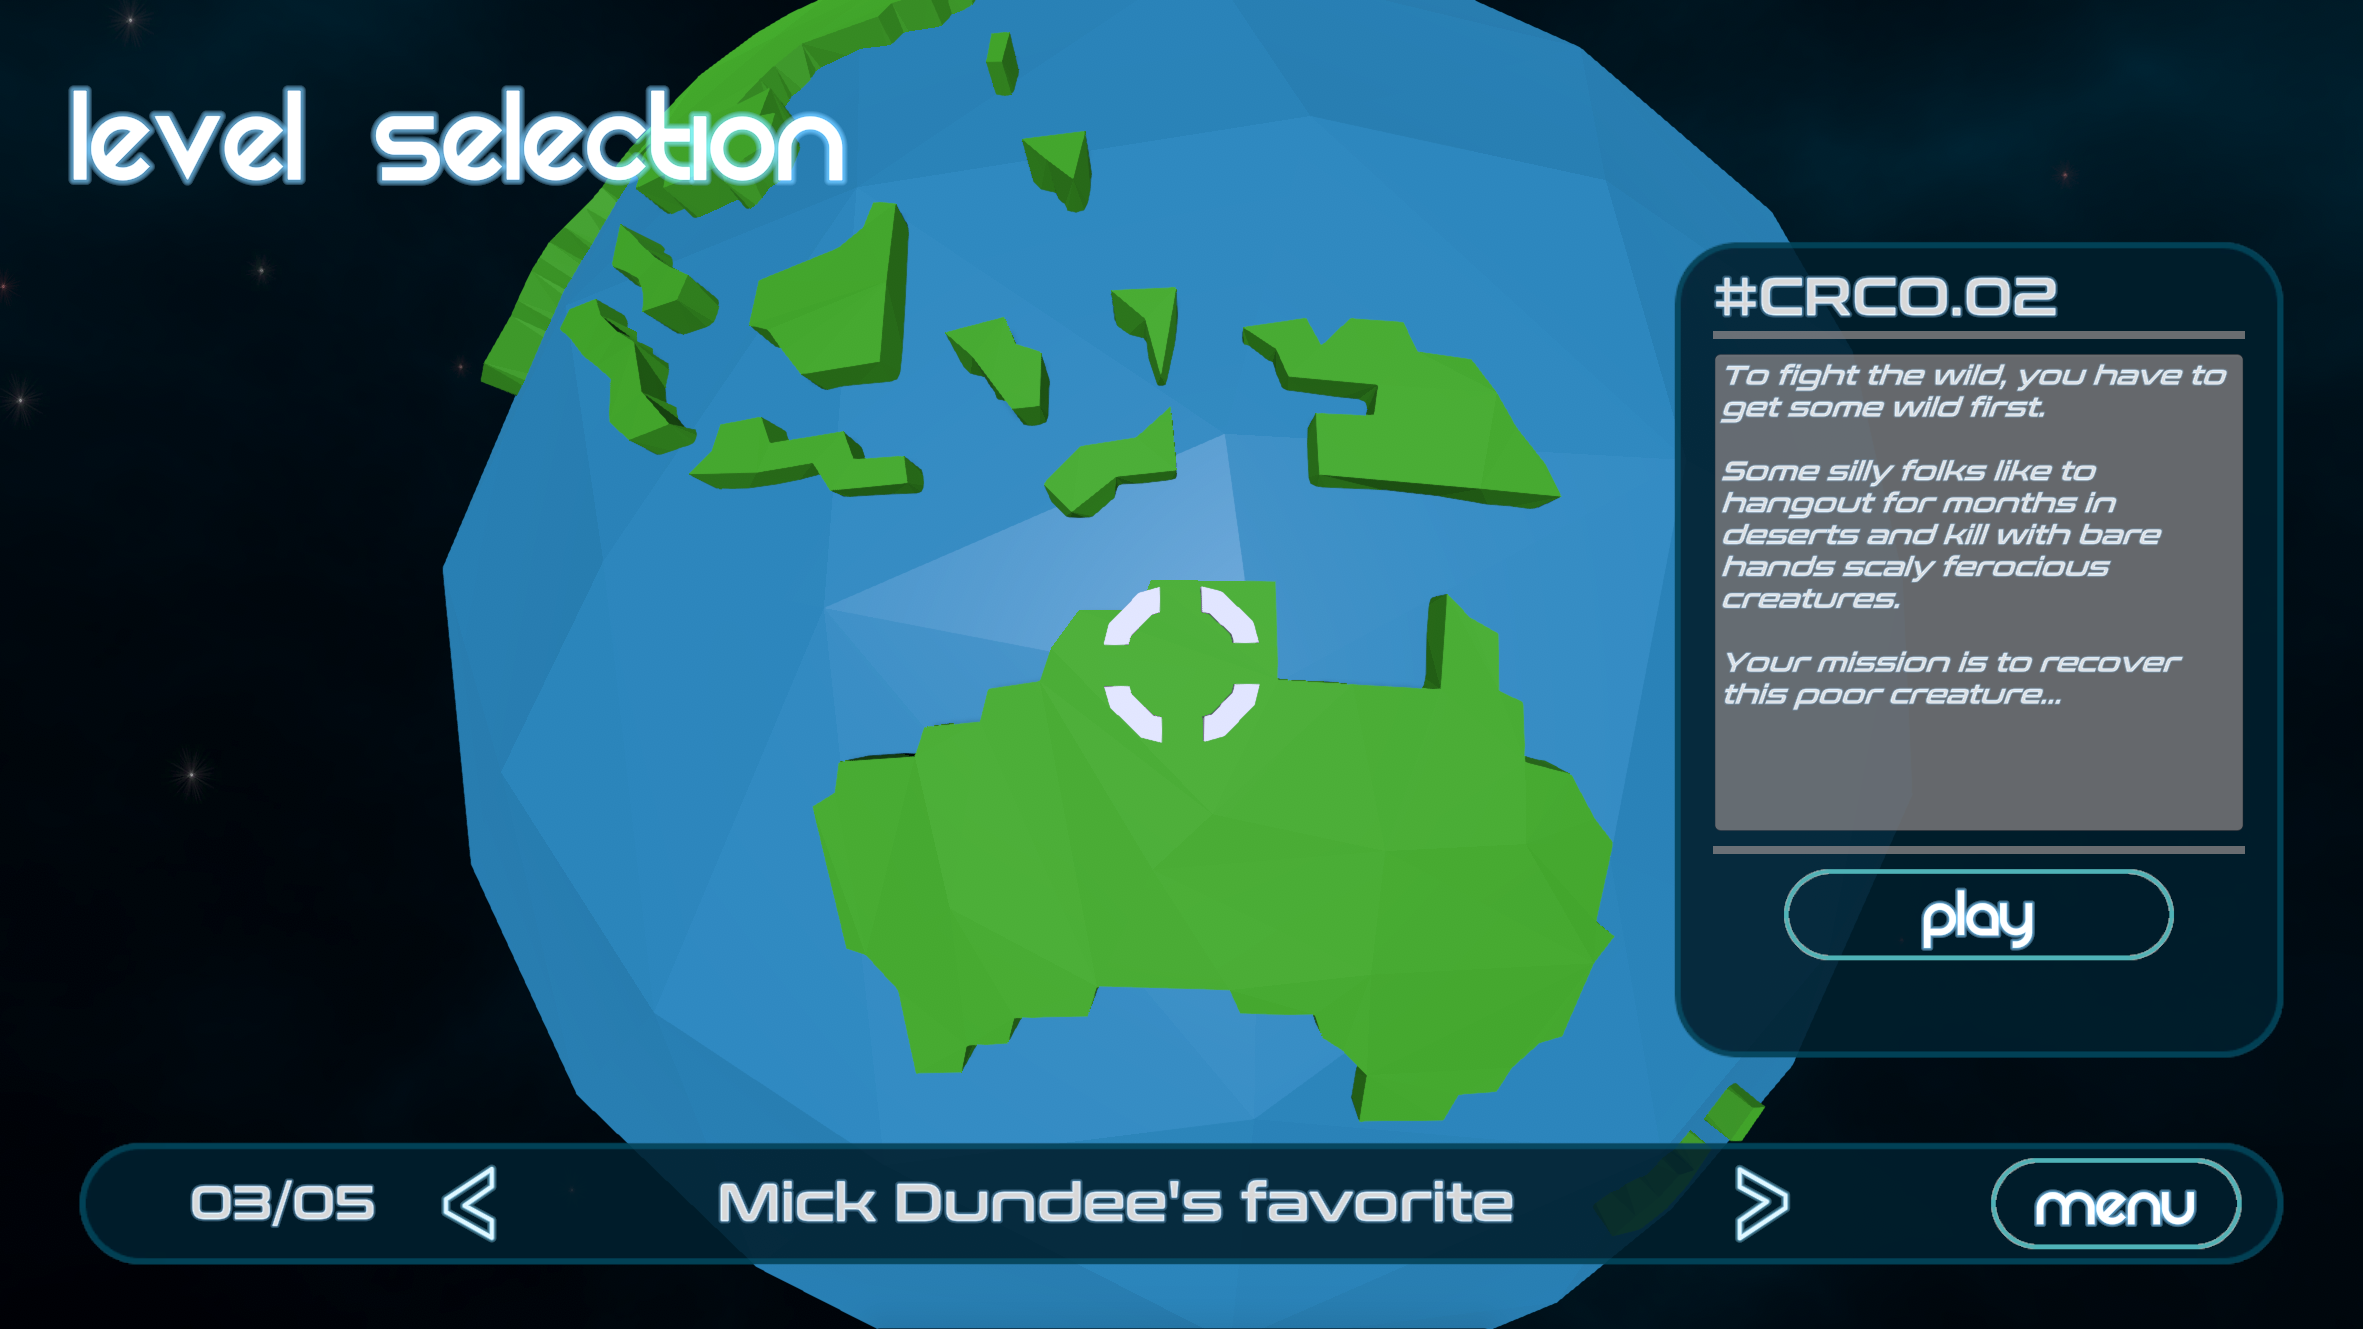 level selection
#CRCO.02
To fight the wild, you have to
get some wild first.
Some silly folks like to
hangout for months in
deserts and kill with bare
hands scaly ferocious
creatures.
Your mission is to recover
this poor creature...
play
03/05
Mick Dundee's favorite
menu